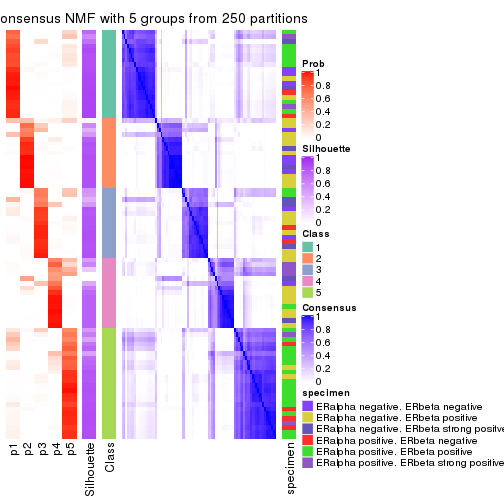 onsensus NMF with 5 groups from 250 partitions
Prob
1
0.8
0.6
0.4
0.2
0
Silhouette
1
0.8
0.6
0.4
0.2
0
Class
1
2
3
4
5
Consensus
1
0.8
0.6
0.4
0.2
0
specimen
ERalpha negative. ERbeta negative
ERalpha negative. ERbeta positive
ERalpha negative. ERbeta strong positive
ERalpha positive. ERbeta negative
ERalpha positive. ERbeta positive
ERalpha positive. ERbeta strong positive
p1
p2
p3
p4
p5
Silhouette
Class
specimen